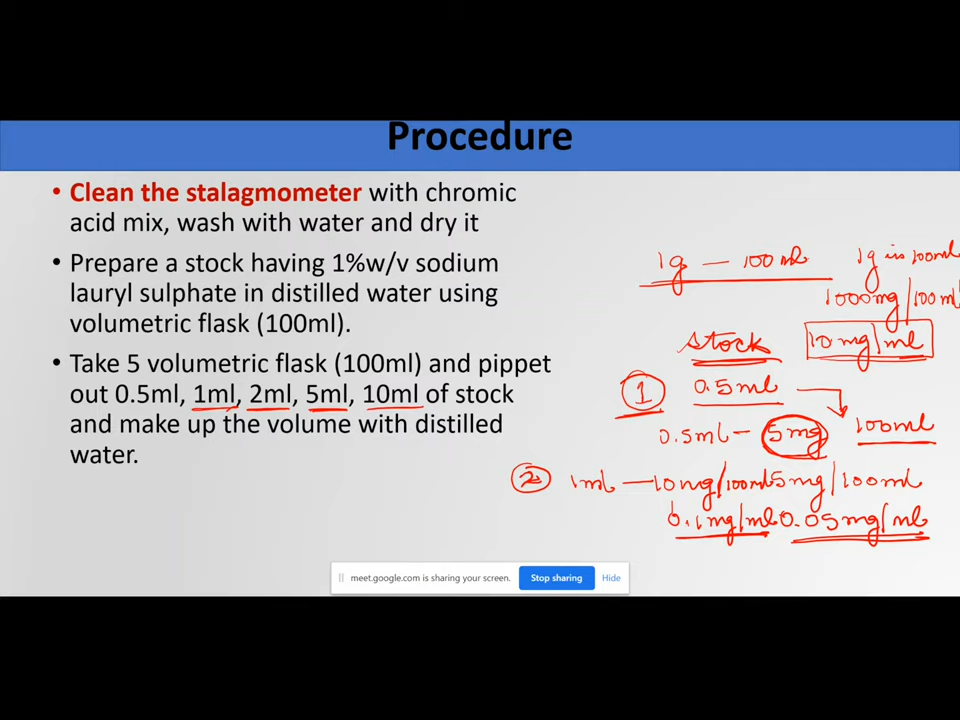 Procedure
• Clean the stalagmometer with chromic
acid mix, wash with water and dry it
• Prepare a stock having 1%w/v sodium
lauryl sulphate in distilled water using
volumetric flask (100ml).
• Take 5 volumetric flask (100ml) and pippet
out 0.5ml, 1ml, 2ml, 5ml, 10ml of stock
and make up the volume with distilled
water.
1g — 100ml
1g in 100ml
1000mg/100ml
stock 10mg/ml
1 0.5ml
0.5ml — 5mg 100ml
2 1ml — 10mg/100ml 5mg/100ml
0.1mg/ml 0.05mg/ml
meet.google.com is sharing your screen. Stop sharing Hide